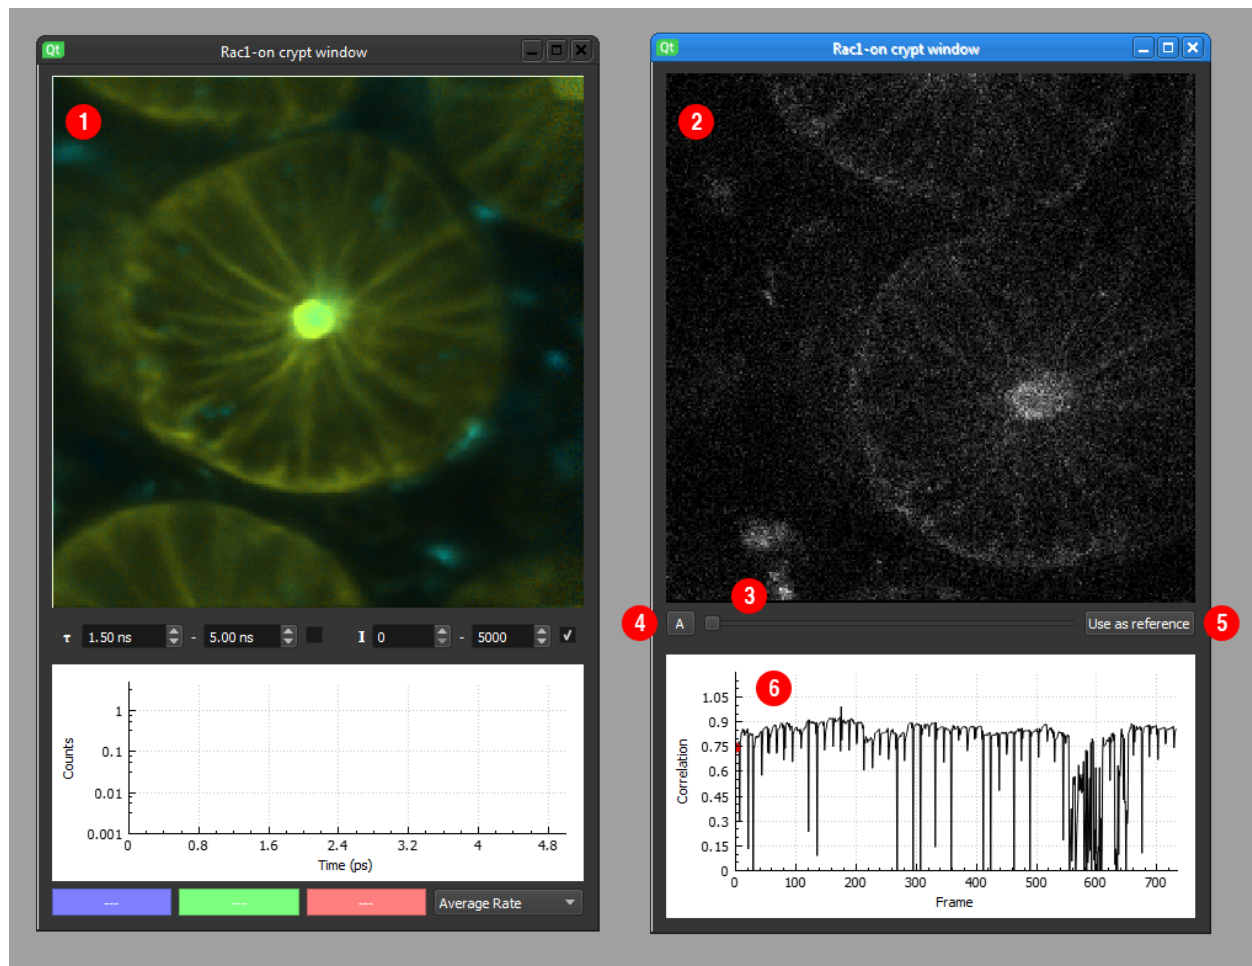 Qt Rac1-on crypt window
1
τ 1.50 ns - 5.00 ns I 0 - 5000
Counts
1
0.1
0.01
0.001
0 0.8 1.6 2.4 3.2 4 4.8
Time (ps)
--- --- --- Average Rate
Qt Rac1-on crypt window
2
3
4 A Use as reference 5
6
Correlation
1.05
0.9
0.75
0.6
0.45
0.3
0.15
0
0 100 200 300 400 500 600 700
Frame